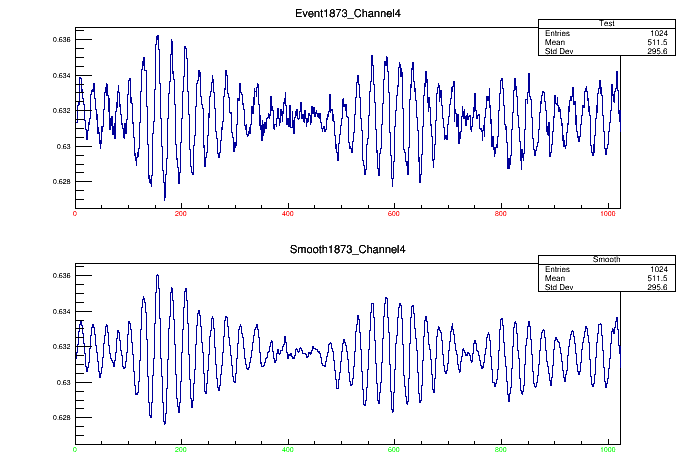 Event1873_Channel4
Test
Entries 1024
Mean 511.5
Std Dev 295.6
0.636
0.634
0.632
0.63
0.628
0 200 400 600 800 1000
Smooth1873_Channel4
Smooth
Entries 1024
Mean 511.5
Std Dev 295.6
0.636
0.634
0.632
0.63
0.628
0 200 400 600 800 1000